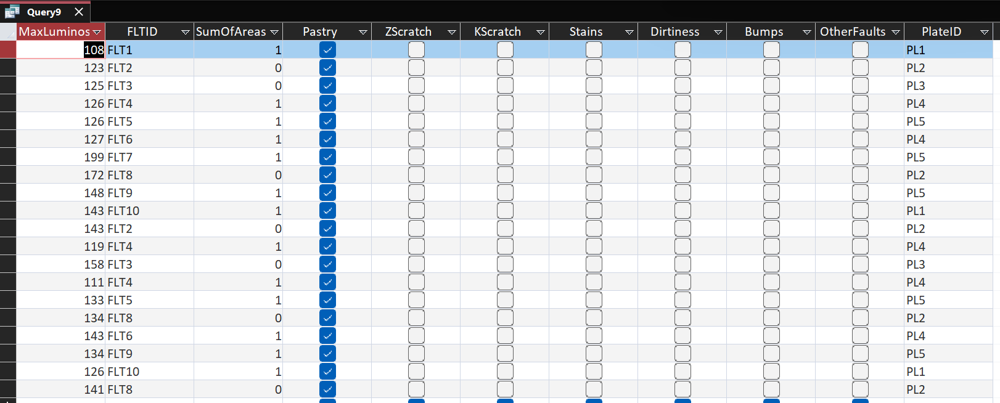 Query9
MaxLuminos FLTID SumOfAreas Pastry ZScratch KScratch Stains Dirtiness Bumps OtherFaults PlateID
108 FLT1 1 PL1
123 FLT2 0 PL2
125 FLT3 0 PL3
126 FLT4 1 PL4
126 FLT5 1 PL5
127 FLT6 1 PL4
199 FLT7 1 PL5
172 FLT8 0 PL2
148 FLT9 1 PL5
143 FLT10 1 PL1
143 FLT2 0 PL2
119 FLT4 1 PL4
158 FLT3 0 PL3
111 FLT4 1 PL4
133 FLT5 1 PL5
134 FLT8 0 PL2
143 FLT6 1 PL4
134 FLT9 1 PL5
126 FLT10 1 PL1
141 FLT8 0 PL2